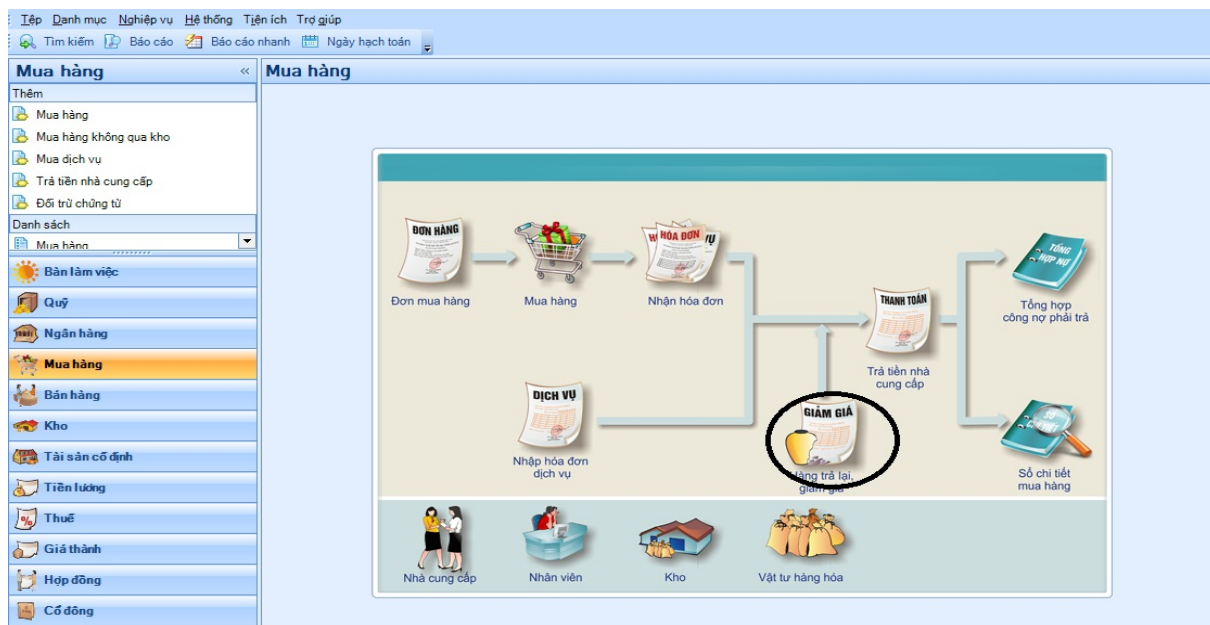 Tệp Danh mục Nghiệp vụ Hệ thống Tiện ích Trợ giúp
Tìm kiếm Báo cáo Báo cáo nhanh Ngày hạch toán
Mua hàng «
Thêm
Mua hàng
Mua hàng không qua kho
Mua dịch vụ
Trả tiền nhà cung cấp
Đối trừ chứng từ
Danh sách
Mua hàng
Bàn làm việc
Quỹ
Ngân hàng
Mua hàng
Bán hàng
Kho
Tài sản cố định
Tiền lương
Thuế
Giá thành
Hợp đồng
Cổ đông
Mua hàng
ĐƠN HÀNG
Đơn mua hàng
Mua hàng
HÓA ĐƠN
Nhận hóa đơn
THANH TOÁN
Trả tiền nhà
cung cấp
TỔNG
HỢP NỢ
Tổng hợp
công nợ phải trả
DỊCH VỤ
Nhập hóa đơn
dịch vụ
GIẢM GIÁ
Hàng trả lại,
giảm giá
Sổ chi tiết
mua hàng
Nhà cung cấp
Nhân viên
Kho
Vật tư hàng hóa